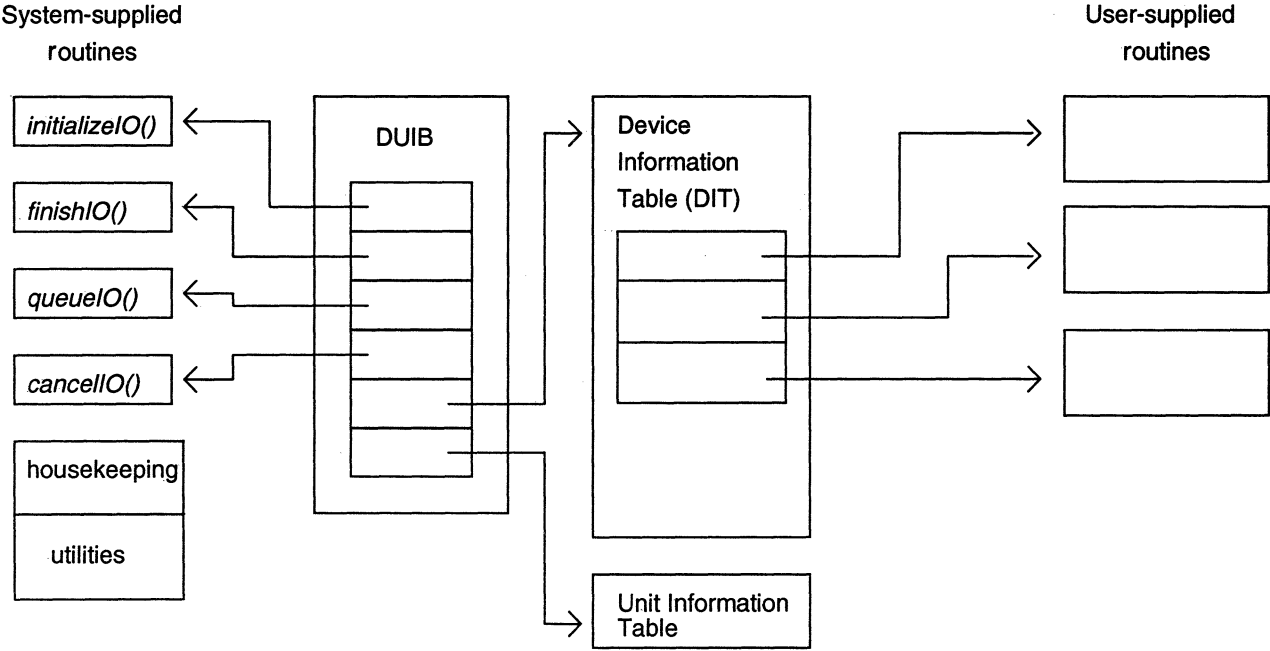 System-supplied
routines
User-supplied
routines
initializeIO()
finishIO()
queueIO()
cancelIO()
housekeeping
utilities
DUIB
Device
Information
Table (DIT)
Unit Information
Table